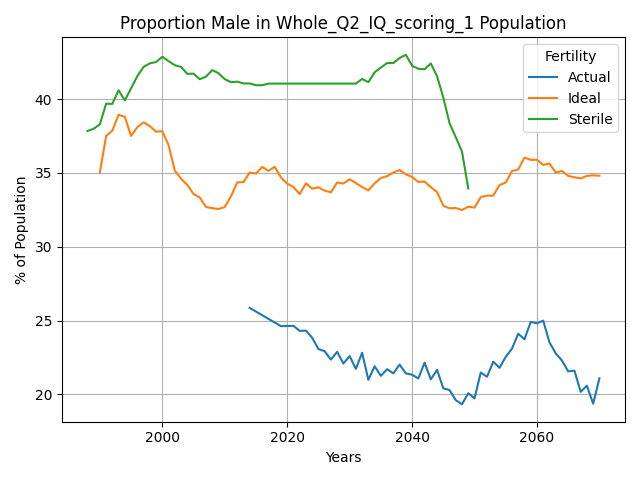 Proportion Male in Whole_Q2_IQ_scoring_1 Population
Fertility
Actual
Ideal
Sterile
% of Population
40
35
30
25
20
2000
2020
2040
2060
Years